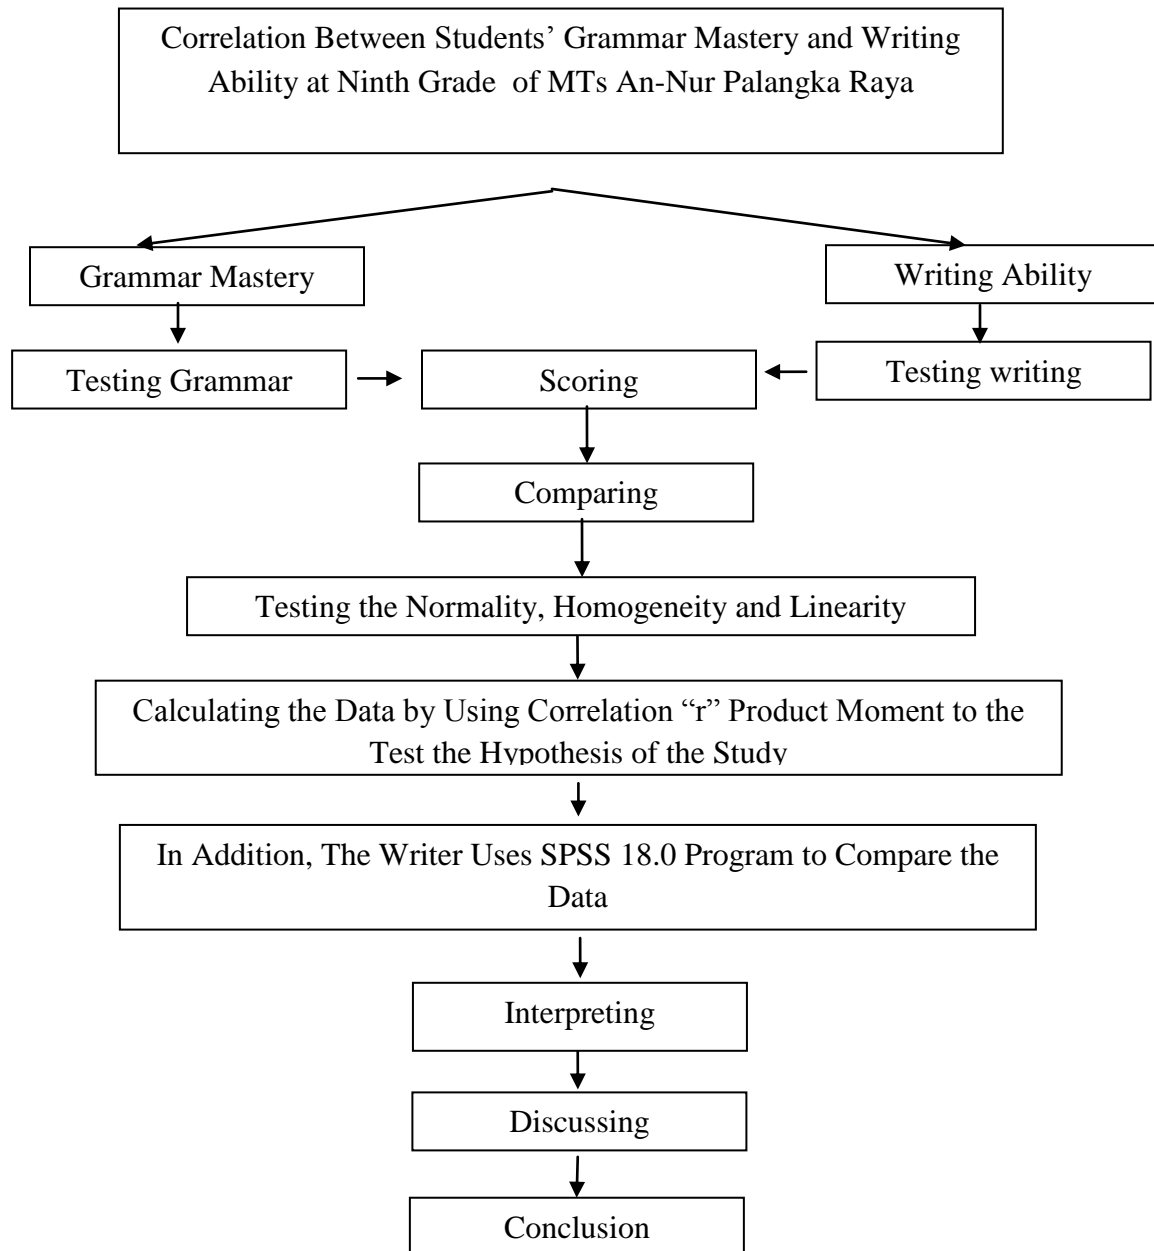 Correlation Between Students’ Grammar Mastery and Writing
Ability at Ninth Grade of MTs An-Nur Palangka Raya
Grammar Mastery
Writing Ability
Testing Grammar
Scoring
Testing writing
Comparing
Testing the Normality, Homogeneity and Linearity
Calculating the Data by Using Correlation “r” Product Moment to the
Test the Hypothesis of the Study
In Addition, The Writer Uses SPSS 18.0 Program to Compare the
Data
Interpreting
Discussing
Conclusion